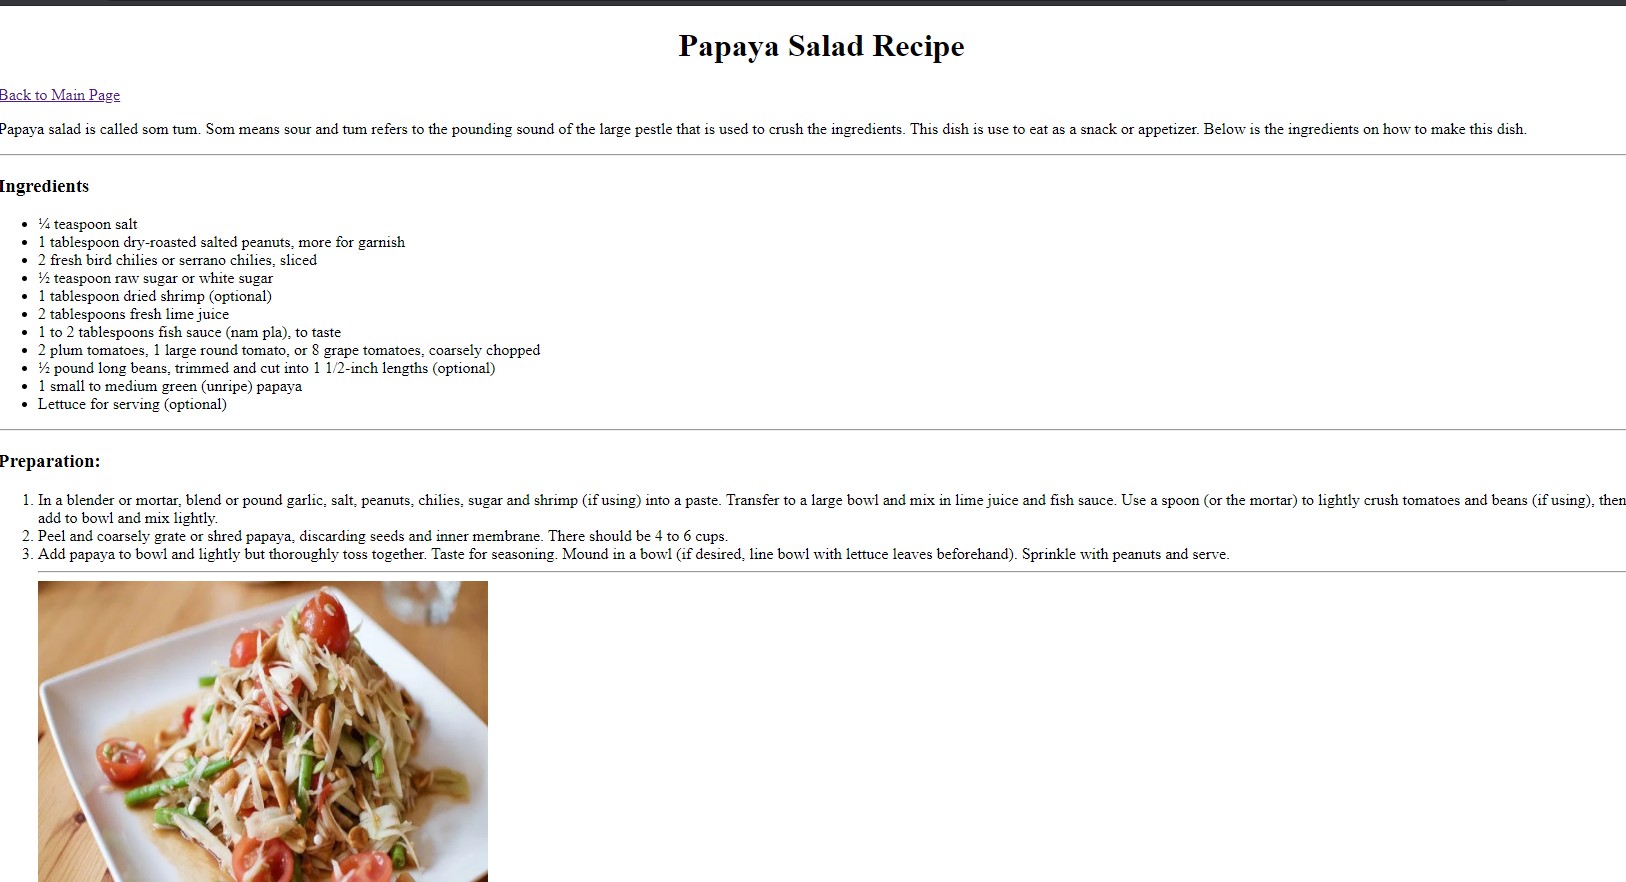 Papaya Salad Recipe
Back to Main Page
Papaya salad is called som tum. Som means sour and tum refers to the pounding sound of the large pestle that is used to crush the ingredients. This dish is use to eat as a snack or appetizer. Below is the ingredients on how to make this dish.
Ingredients
• ¼ teaspoon salt
• 1 tablespoon dry-roasted salted peanuts, more for garnish
• 2 fresh bird chilies or serrano chilies, sliced
• ½ teaspoon raw sugar or white sugar
• 1 tablespoon dried shrimp (optional)
• 2 tablespoons fresh lime juice
• 1 to 2 tablespoons fish sauce (nam pla), to taste
• 2 plum tomatoes, 1 large round tomato, or 8 grape tomatoes, coarsely chopped
• ½ pound long beans, trimmed and cut into 1 1/2-inch lengths (optional)
• 1 small to medium green (unripe) papaya
• Lettuce for serving (optional)
Preparation:
1. In a blender or mortar, blend or pound garlic, salt, peanuts, chilies, sugar and shrimp (if using) into a paste. Transfer to a large bowl and mix in lime juice and fish sauce. Use a spoon (or the mortar) to lightly crush tomatoes and beans (if using), then
add to bowl and mix lightly.
2. Peel and coarsely grate or shred papaya, discarding seeds and inner membrane. There should be 4 to 6 cups.
3. Add papaya to bowl and lightly but thoroughly toss together. Taste for seasoning. Mound in a bowl (if desired, line bowl with lettuce leaves beforehand). Sprinkle with peanuts and serve.